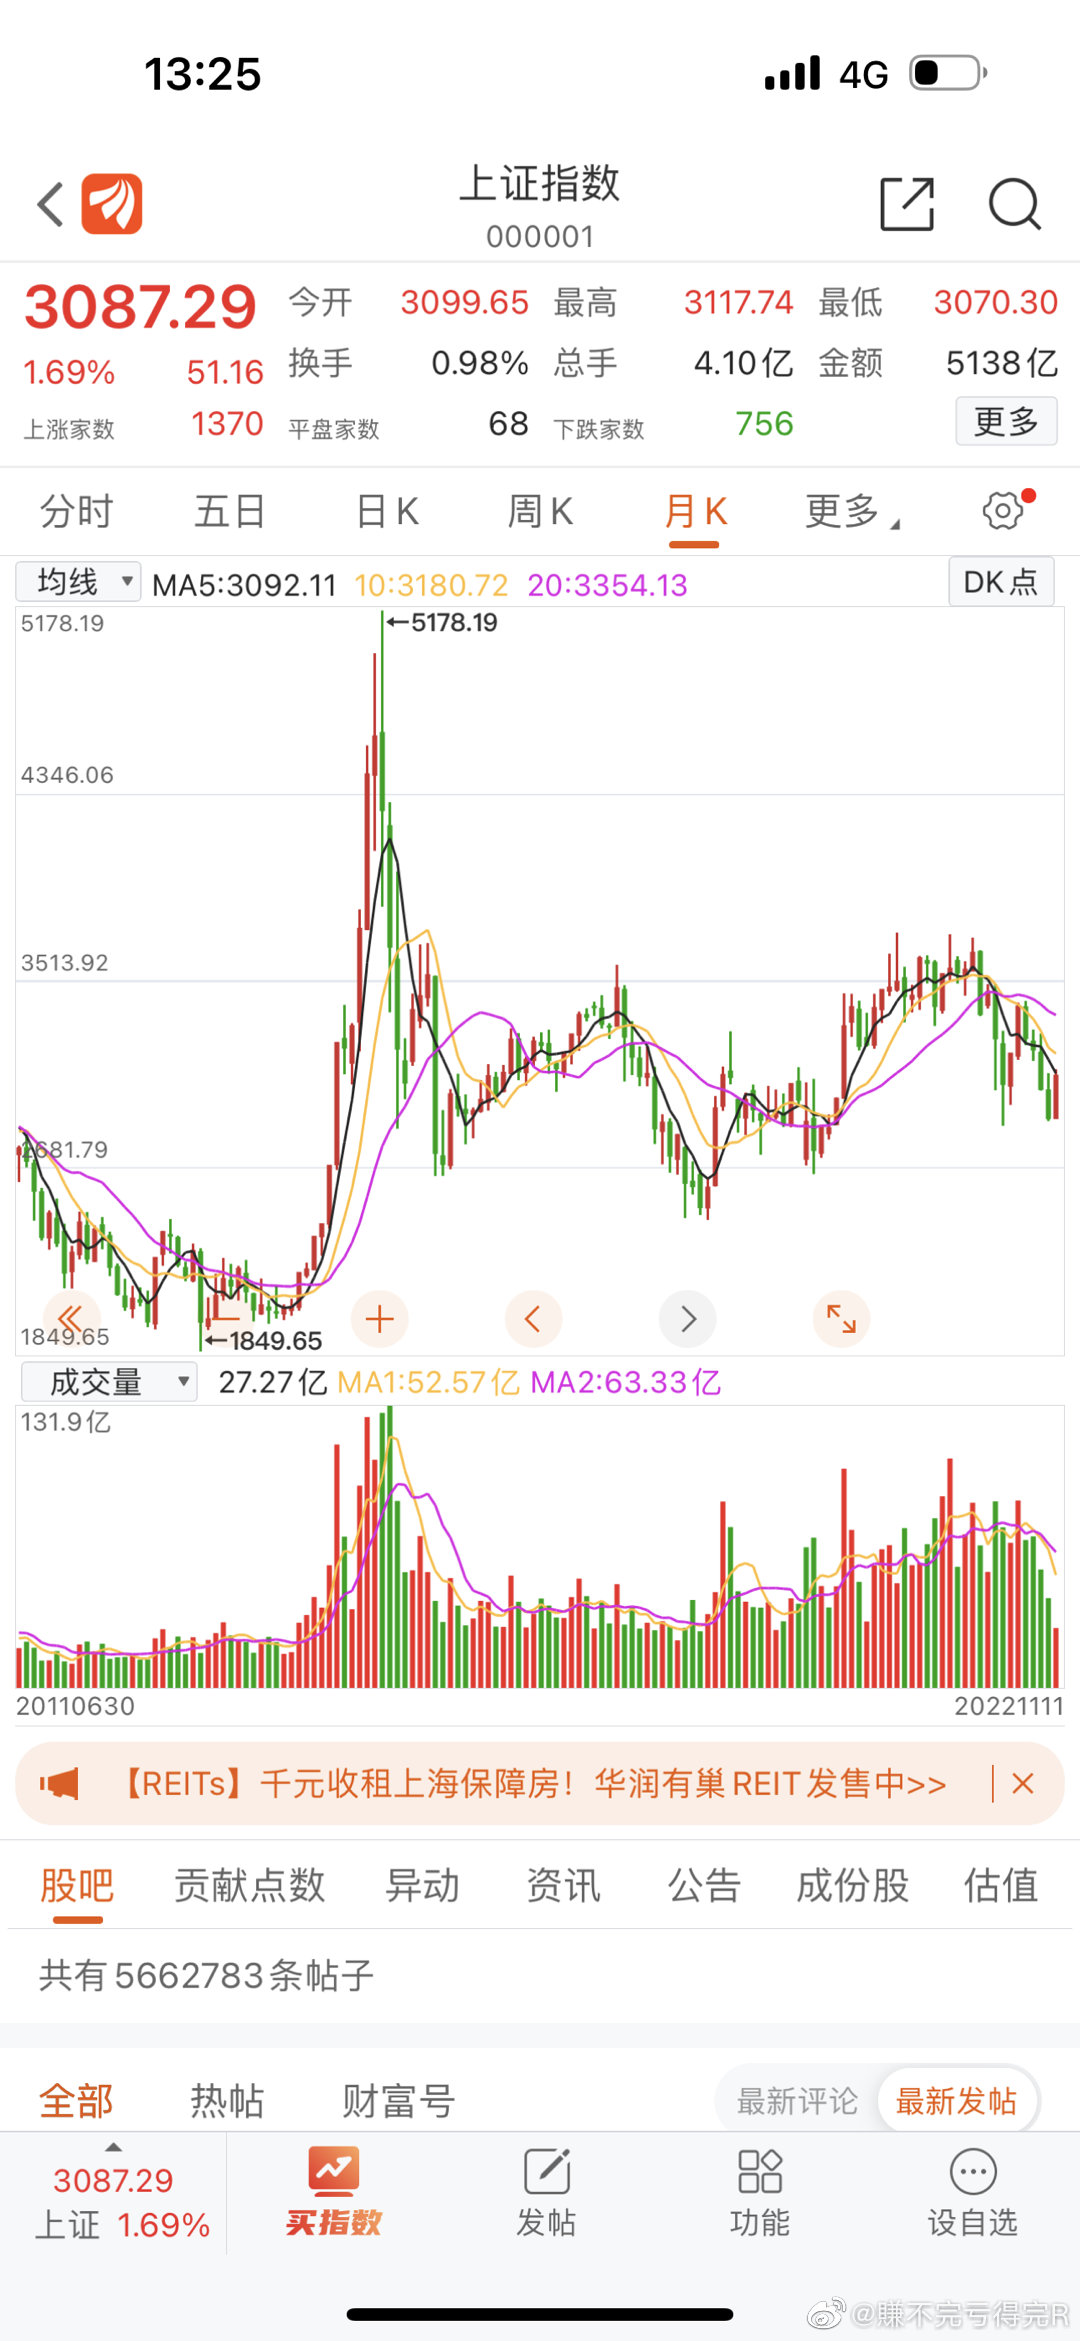 13:25 4G
上证指数
000001
3087.29 今开 3099.65 最高 3117.74 最低 3070.30
1.69% 51.16 换手 0.98% 总手 4.10亿 金额 5138亿
上涨家数 1370 平盘家数 68 下跌家数 756 更多
分时 五日 日K 周K 月K 更多
均线 MA5:3092.11 10:3180.72 20:3354.13 DK点
5178.19 5178.19
4346.06
3513.92
2681.79
1849.65 1849.65
成交量 27.27亿 MA1:52.57亿 MA2:63.33亿
131.9亿
20110630 20221111
【REITs】千元收租上海保障房！华润有巢REIT发售中>>
股吧 贡献点数 异动 资讯 公告 成份股 估值
共有5662783条帖子
全部 热帖 财富号 最新评论 最新发帖
3087.29
上证 1.69% 买指数 发帖 功能 设自选
@赚不完亏得完R